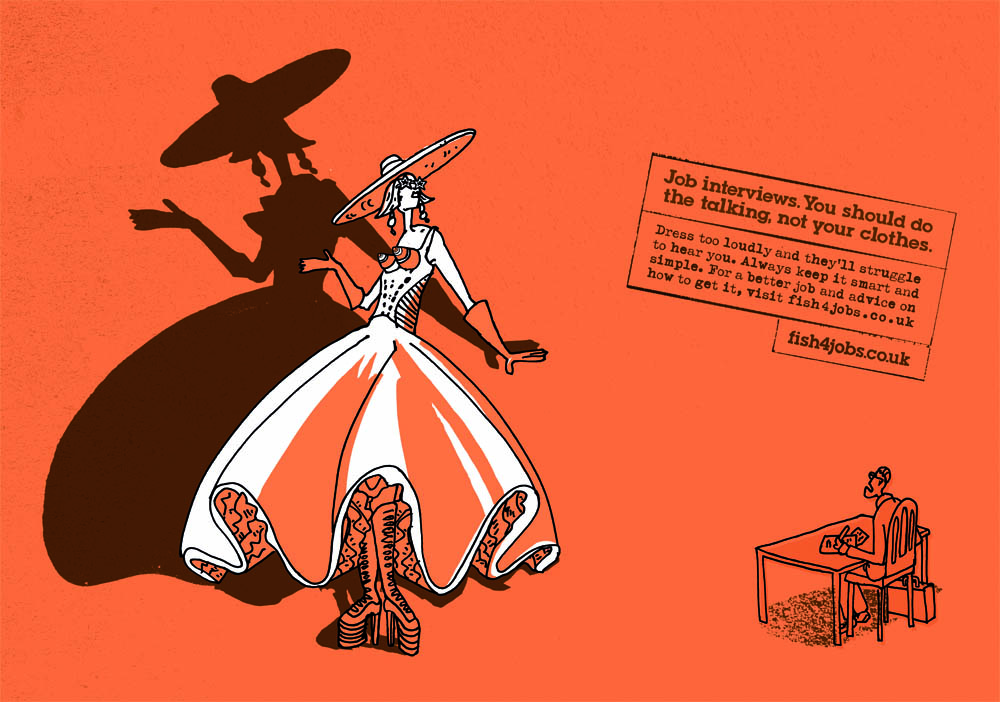 Job interviews. You should do
the talking, not your clothes.
Dress too loudly and they'll struggle
to hear you. Always keep it smart and
simple. For a better job and advice on
how to get it, visit fish4jobs.co.uk
fish4jobs.co.uk